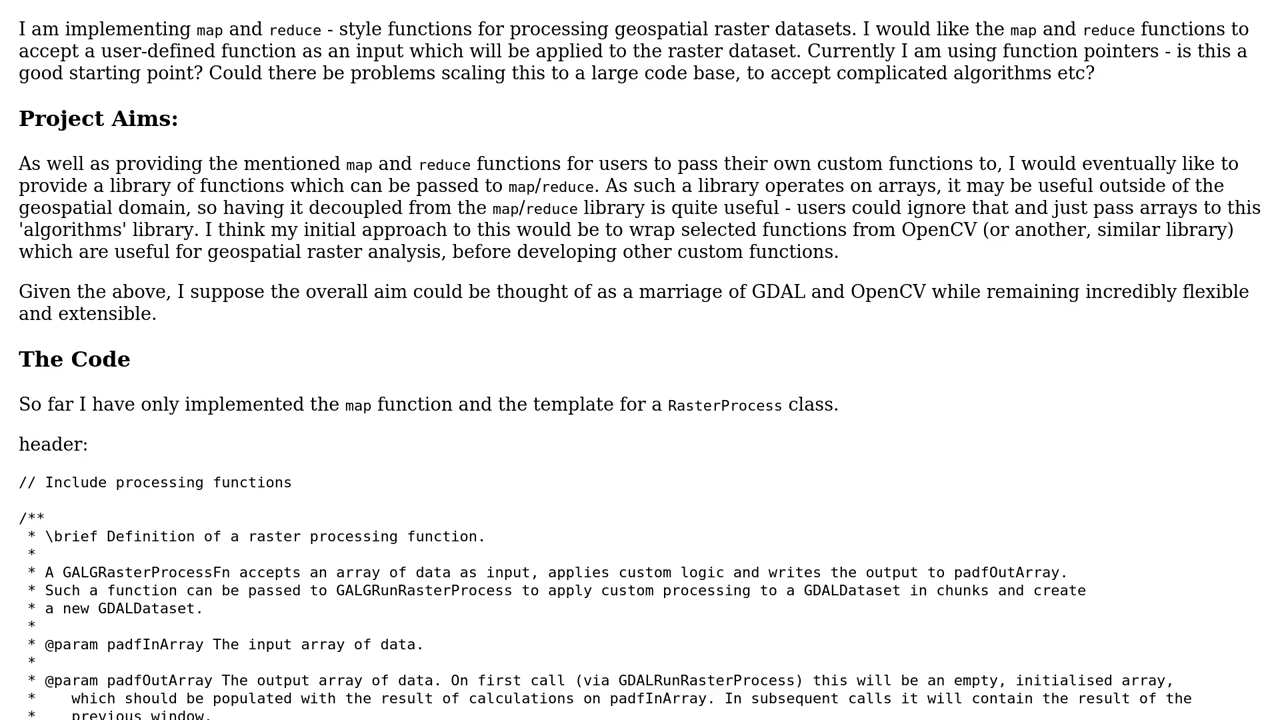 I am implementing map and reduce - style functions for processing geospatial raster datasets. I would like the map and reduce functions to
accept a user-defined function as an input which will be applied to the raster dataset. Currently I am using function pointers - is this a
good starting point? Could there be problems scaling this to a large code base, to accept complicated algorithms etc?
Project Aims:
As well as providing the mentioned map and reduce functions for users to pass their own custom functions to, I would eventually like to
provide a library of functions which can be passed to map/reduce. As such a library operates on arrays, it may be useful outside of the
geospatial domain, so having it decoupled from the map/reduce library is quite useful - users could ignore that and just pass arrays to this
'algorithms' library. I think my initial approach to this would be to wrap selected functions from OpenCV (or another, similar library)
which are useful for geospatial raster analysis, before developing other custom functions.
Given the above, I suppose the overall aim could be thought of as a marriage of GDAL and OpenCV while remaining incredibly flexible
and extensible.
The Code
So far I have only implemented the map function and the template for a RasterProcess class.
header:
// Include processing functions
/**
 * \brief Definition of a raster processing function.
 *
 * A GALGRasterProcessFn accepts an array of data as input, applies custom logic and writes the output to padfOutArray.
 * Such a function can be passed to GALGRunRasterProcess to apply custom processing to a GDALDataset in chunks and create
 * a new GDALDataset.
 *
 * @param padfInArray The input array of data.
 *
 * @param padfOutArray The output array of data. On first call (via GDALRunRasterProcess) this will be an empty, initialised array,
 *    which should be populated with the result of calculations on padfInArray. In subsequent calls it will contain the result of the
 *    previous window.